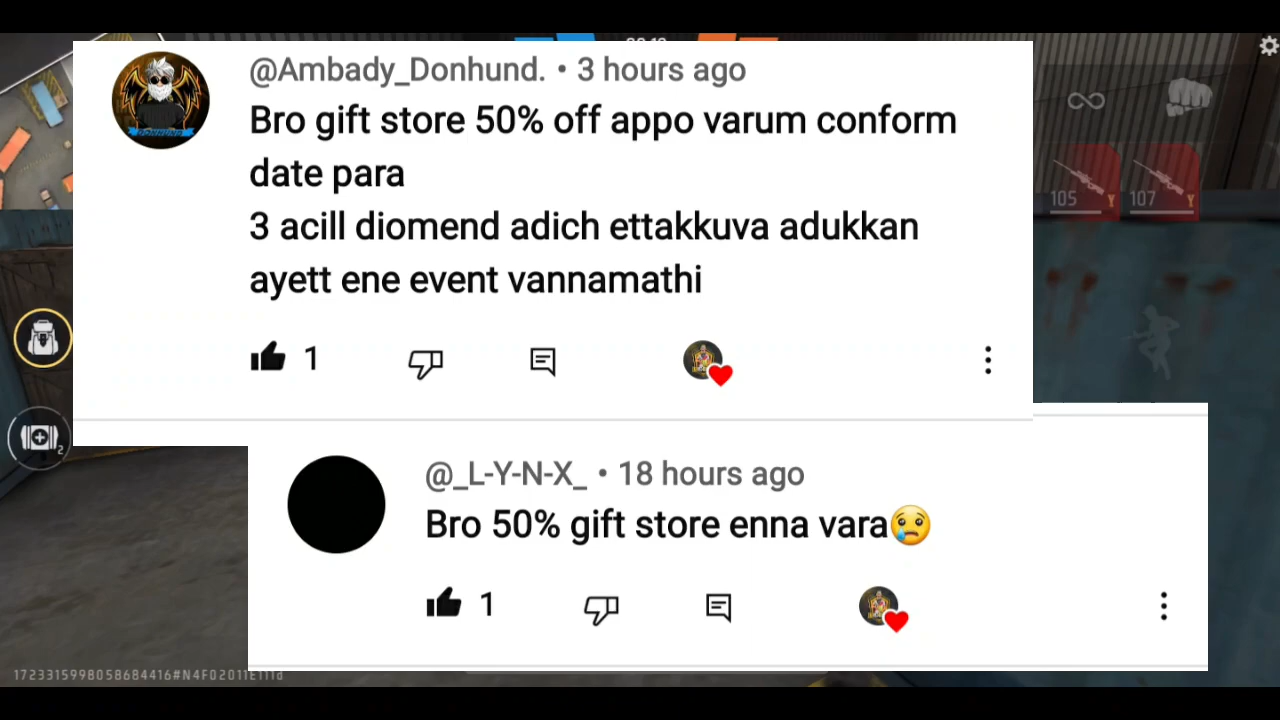 @Ambady_Donhund. • 3 hours ago
Bro gift store 50% off appo varum conform
date para
3 acill diomend adich ettakkuva adukkan
ayett ene event vannamathi
1
105
107
2
@_L-Y-N-X_ • 18 hours ago
Bro 50% gift store enna vara😢
1